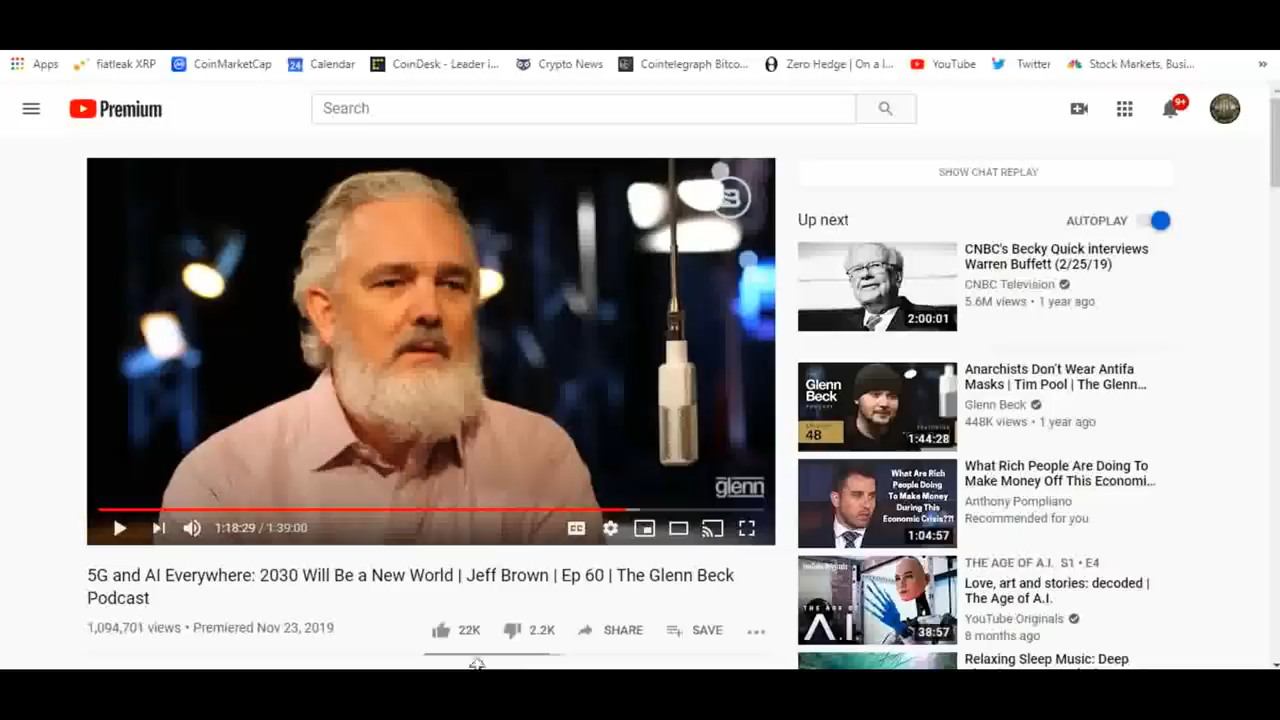 Apps fiatleak XRP CoinMarketCap 24 Calendar CoinDesk - Leader i... Crypto News Cointelegraph Bitco... Zero Hedge | On a l... YouTube Twitter Stock Markets, Busi... »
Premium
Search
9+
SHOW CHAT REPLAY
Up next
AUTOPLAY
CNBC's Becky Quick interviews
Warren Buffett (2/25/19)
CNBC Television
5.6M views • 1 year ago
2:00:01
Glenn
Beck
48
1:44:28
Anarchists Don't Wear Antifa
Masks | Tim Pool | The Glenn...
Glenn Beck
448K views • 1 year ago
What Are Rich
People Doing
To Make Money
During This
Economic Crisis??!
1:04:57
What Rich People Are Doing To
Make Money Off This Economi...
Anthony Pompliano
Recommended for you
YouTube Originals
THE AGE OF
A.I.
38:57
THE AGE OF A.I. S1 • E4
Love, art and stories: decoded |
The Age of A.I.
YouTube Originals
8 months ago
Relaxing Sleep Music: Deep
B
glenn
1:18:29 / 1:39:00
CC
5G and AI Everywhere: 2030 Will Be a New World | Jeff Brown | Ep 60 | The Glenn Beck
Podcast
1,094,701 views • Premiered Nov 23, 2019
22K 2.2K SHARE SAVE ...